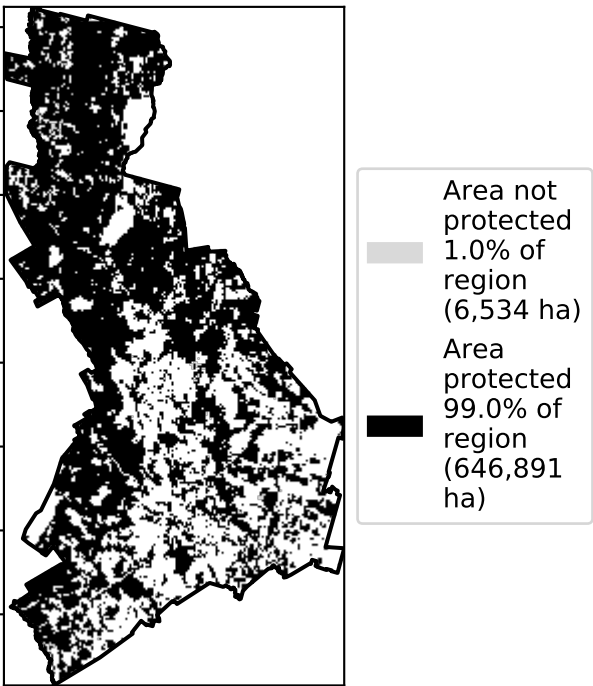 Area not
protected
1.0% of
region
(6,534 ha)
Area
protected
99.0% of
region
(646,891
ha)